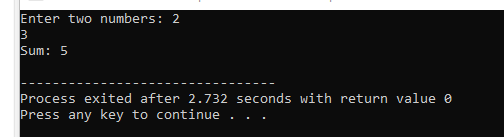 Enter two numbers: 2
3
Sum: 5
--------------------------------
Process exited after 2.732 seconds with return value 0
Press any key to continue . . .